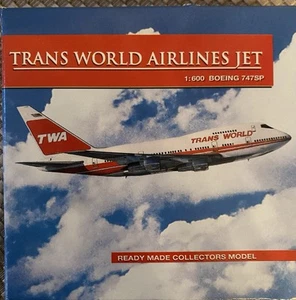 TRANS WORLD AIRLINES JET
1:600 BOEING 747SP
TWA
TRANS WORLD
READY MADE COLLECTORS MODEL